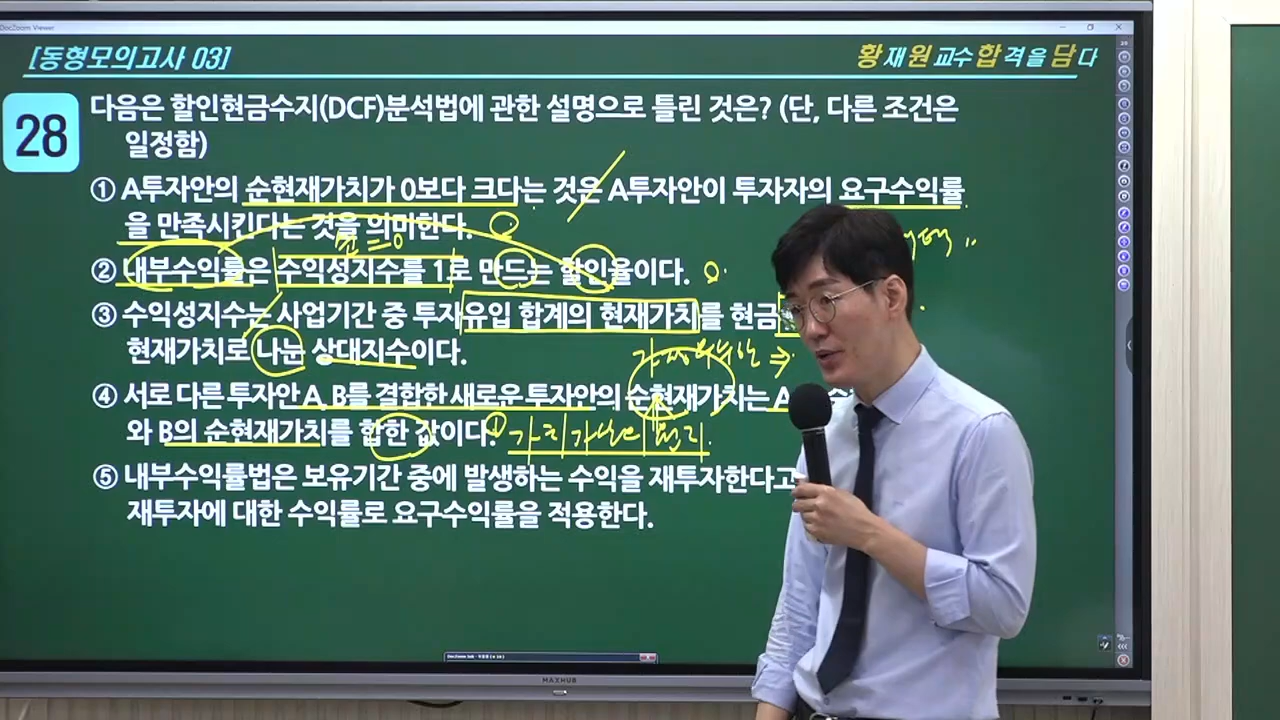 [동형모의고사 03]
황재원교수합격을담다
28
다음은 할인현금수지(DCF)분석법에 관한 설명으로 틀린 것은? (단, 다른 조건은
일정함)
① A투자안의 순현재가치가 0보다 크다는 것은 A투자안이 투자자의 요구수익률
을 만족시킨다는 것을 의미한다.
② 내부수익률은 수익성지수를 1로 만드는 할인율이다.
③ 수익성지수는 사업기간 중 투자유입 합계의 현재가치를 현금
현재가치로 나눈 상대지수이다.
④ 서로 다른 투자안 A, B를 결합한 새로운 투자안의 순현재가치는 A
와 B의 순현재가치를 합한 값이다.
가치가산의 원리
⑤ 내부수익률법은 보유기간 중에 발생하는 수익을 재투자한다고
재투자에 대한 수익률로 요구수익률을 적용한다.
MAXHUB